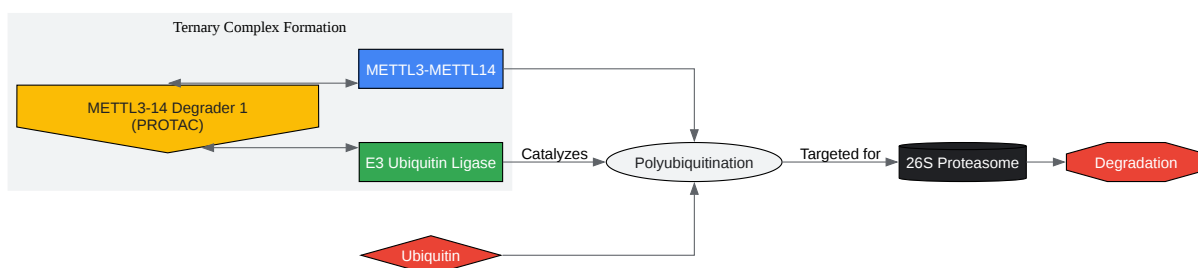 Ternary Complex Formation
METTL3-METTL14
METTL3-14 Degrader 1
(PROTAC)
E3 Ubiquitin Ligase
Catalyzes
Polyubiquitination
Targeted for
26S Proteasome
Degradation
Ubiquitin